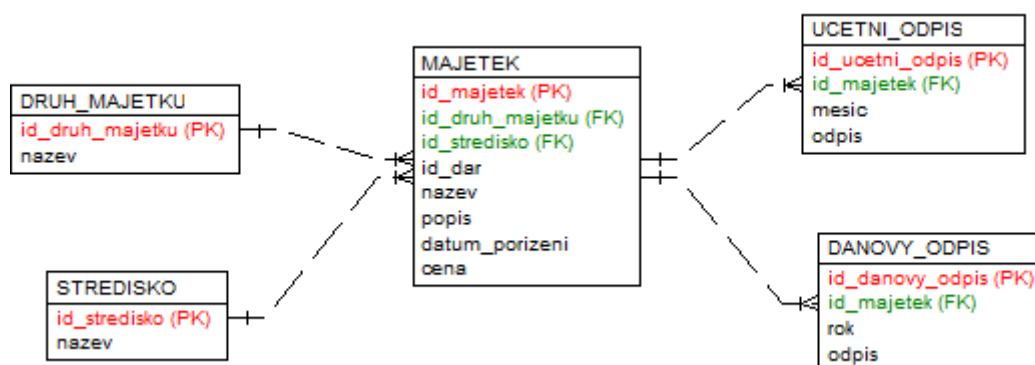 DRUH_MAJETKU
id_druh_majetku (PK)
nazev
STREDISKO
id_stredisko (PK)
nazev
MAJETEK
id_majetek (PK)
id_druh_majetku (FK)
id_stredisko (FK)
id_dar
nazev
popis
datum_porizeni
cena
UCETNI_ODPIS
id_ucetni_odpis (PK)
id_majetek (FK)
mesic
odpis
DANOVY_ODPIS
id_danovy_odpis (PK)
id_majetek (FK)
rok
odpis